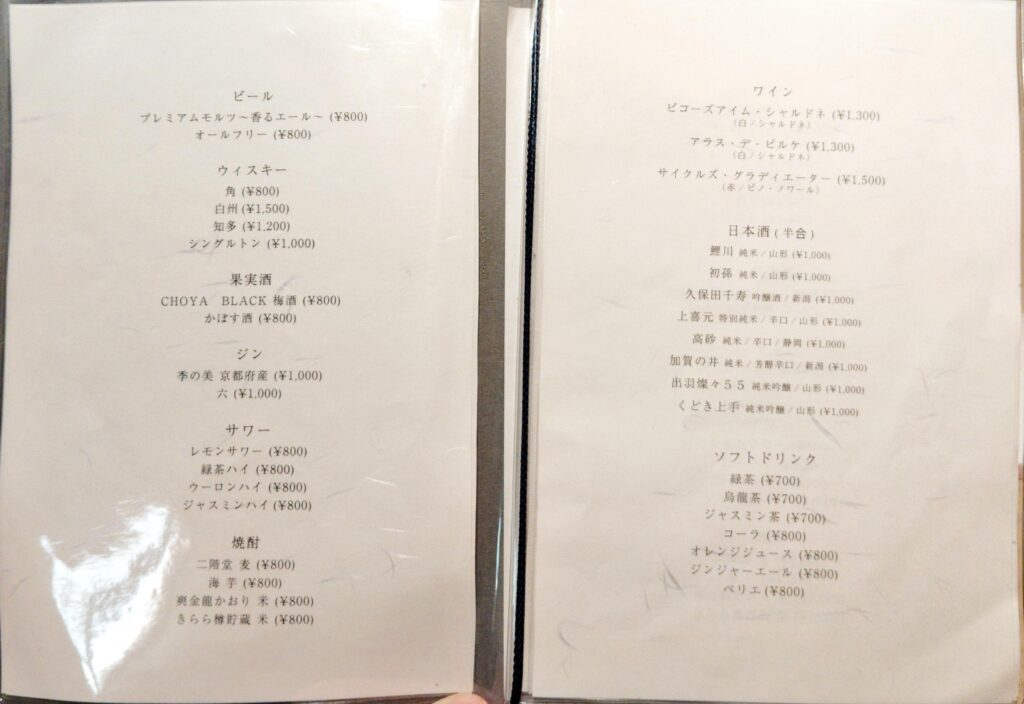 ビール
プレミアムモルツ～香るエール～ (¥800)
オールフリー (¥800)
ウィスキー
角 (¥800)
白州 (¥1,500)
知多 (¥1,200)
シングルトン (¥1,000)
果実酒
CHOYA BLACK 梅酒 (¥800)
かぼす酒 (¥800)
ジン
季の美 京都府産 (¥1,000)
六 (¥1,000)
サワー
レモンサワー (¥800)
緑茶ハイ (¥800)
ウーロンハイ (¥800)
ジャスミンハイ (¥800)
焼酎
二階堂 麦 (¥800)
海 芋 (¥800)
爽金龍かおり 米 (¥800)
きらら樽貯蔵 米 (¥800)
ワイン
ビコーズアイム・シャルドネ (¥1,300)
(白/シャルドネ)
アラス・デ・ピルケ (¥1,300)
(白/シャルドネ)
サイクルズ・グラディエーター (¥1,500)
(赤/ピノ・ノワール)
日本酒 (半合)
鯉川 純米/山形 (¥1,000)
初孫 純米/山形 (¥1,000)
久保田千寿 吟醸酒/新潟 (¥1,000)
上喜元 特別純米/辛口/山形 (¥1,000)
高砂 純米/辛口/静岡 (¥1,000)
加賀の井 純米/芳醇辛口/新潟 (¥1,000)
出羽燦々55 純米吟醸/山形 (¥1,000)
くどき上手 純米吟醸/山形 (¥1,000)
ソフトドリンク
緑茶 (¥700)
烏龍茶 (¥700)
ジャスミン茶 (¥700)
コーラ (¥800)
オレンジジュース (¥800)
ジンジャーエール (¥800)
ペリエ (¥800)